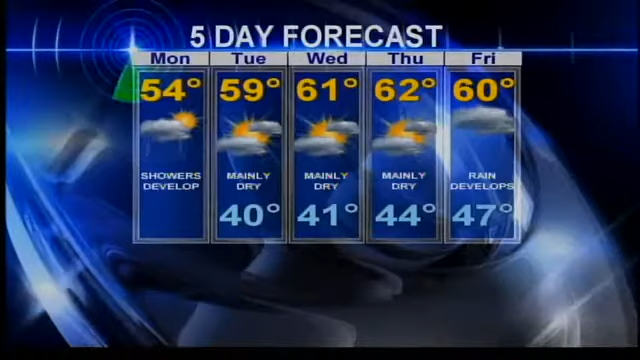 5 DAY FORECAST
Mon Tue Wed Thu Fri
54° 59° 61° 62° 60°
SHOWERS MAINLY MAINLY MAINLY RAIN
DEVELOP DRY DRY DRY DEVELOPS
40° 41° 44° 47°